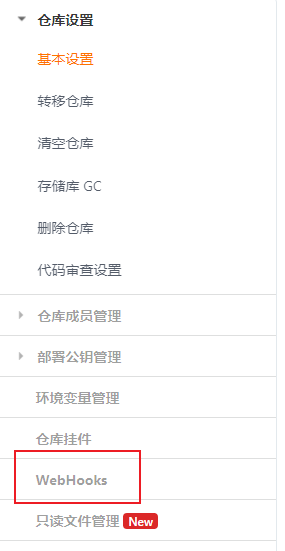 仓库设置
基本设置
转移仓库
清空仓库
存储库 GC
删除仓库
代码审查设置
仓库成员管理
部署公钥管理
环境变量管理
仓库挂件
WebHooks
只读文件管理 New